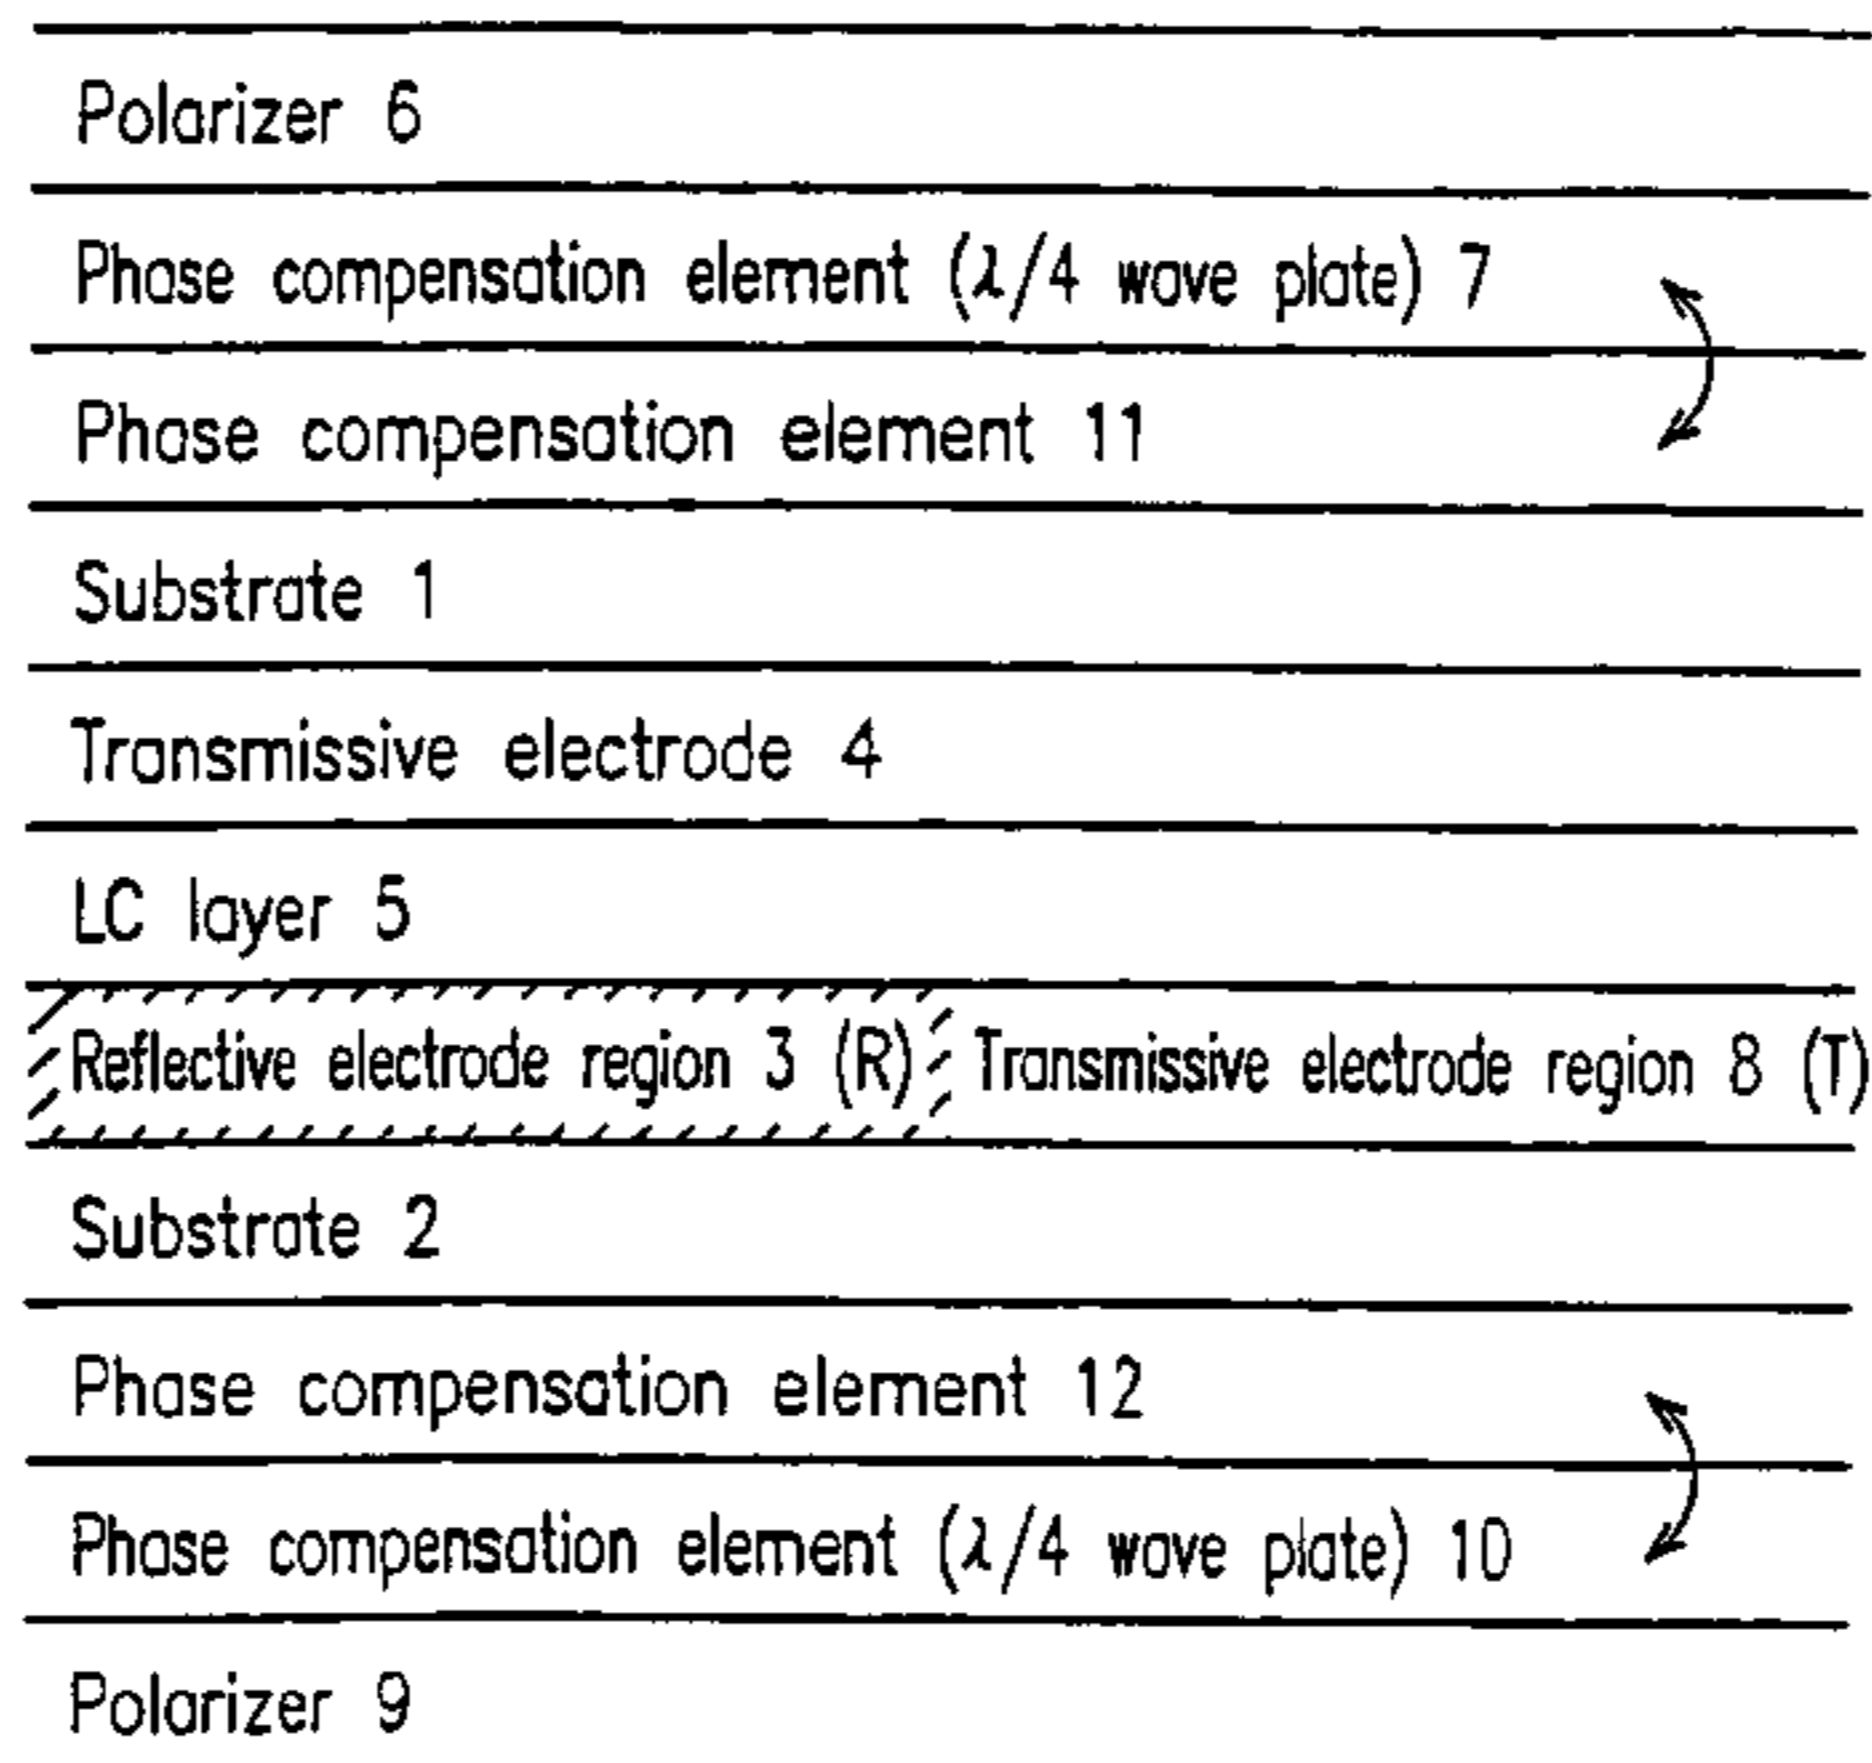 Polarizer 6
Phase compensation element (λ/4 wave plate) 7
Phase compensation element 11
Substrate 1
Transmissive electrode 4
LC layer 5
Reflective electrode region 3 (R) Transmissive electrode region 8 (T)
Substrate 2
Phase compensation element 12
Phase compensation element (λ/4 wave plate) 10
Polarizer 9